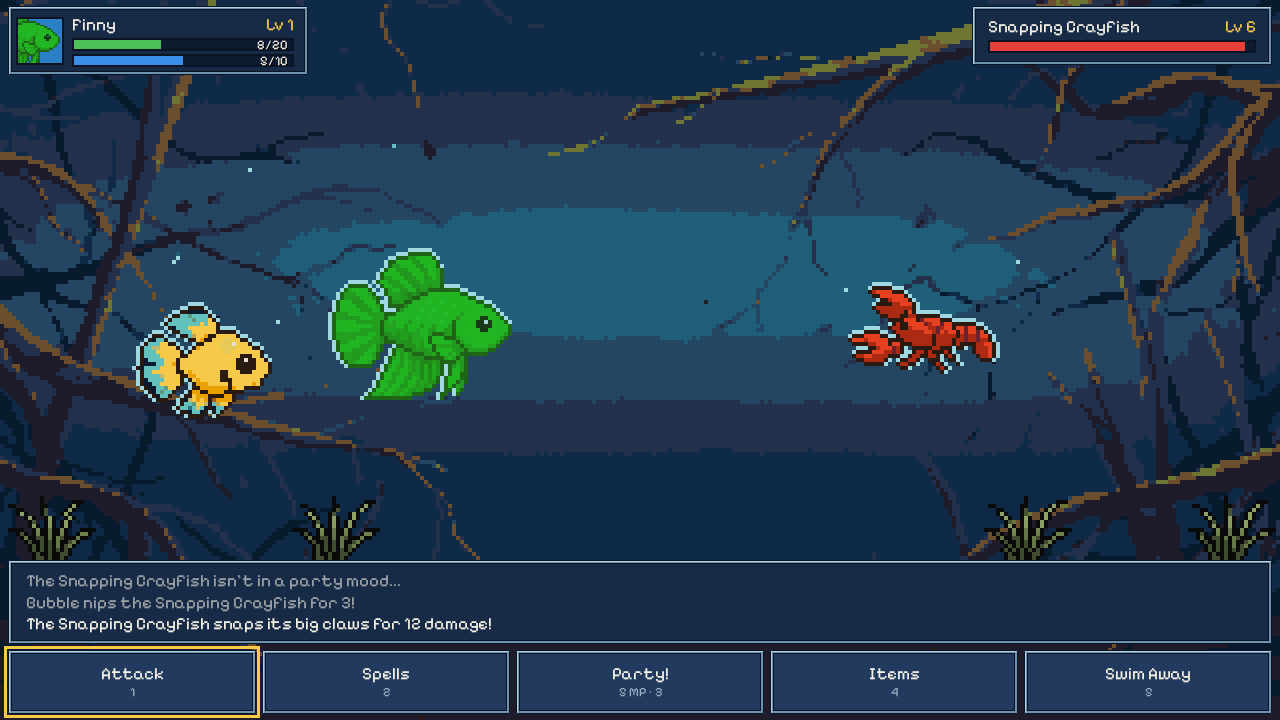 Finny
Lv 1
8/20
5/10
Snapping Crayfish
Lv 6
The Snapping Crayfish isn't in a party mood...
Bubble nips the Snapping Crayfish for 3!
The Snapping Crayfish snaps its big claws for 12 damage!
Attack
1
Spells
2
Party!
5 MP · 3
Items
4
Swim Away
5